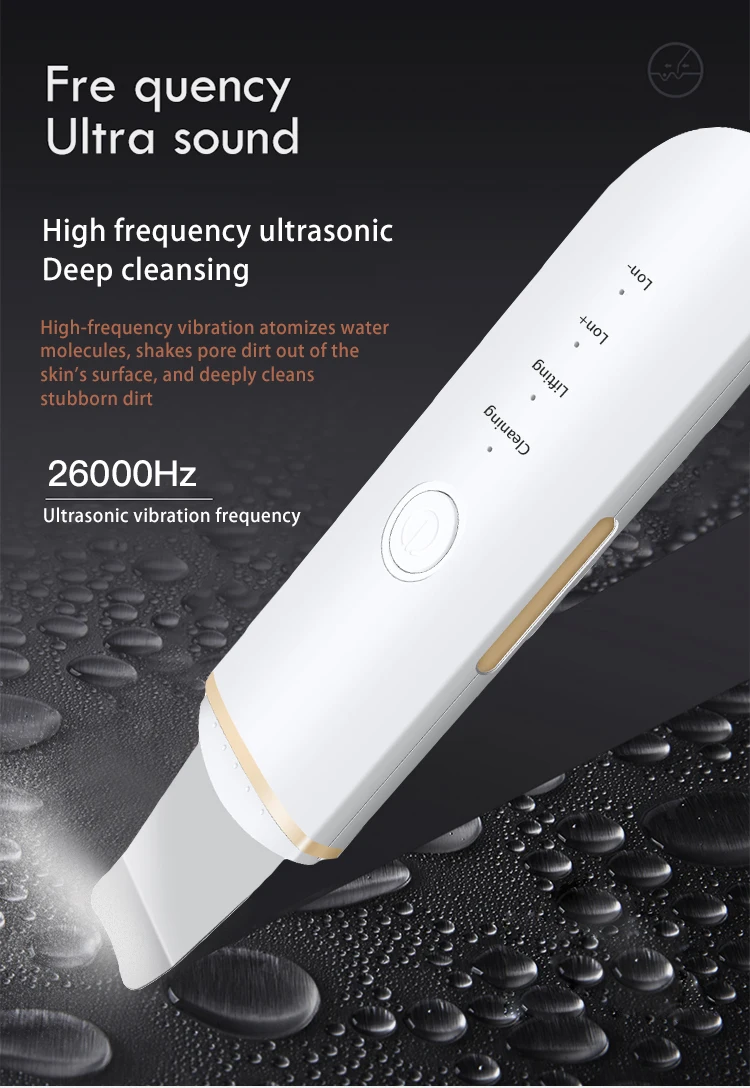 Fre quency
Ultra sound
High frequency ultrasonic
Deep cleansing
High-frequency vibration atomizes water
molecules, shakes pore dirt out of the
skin's surface, and deeply cleans
stubborn dirt
26000Hz
Ultrasonic vibration frequency
Lon-
Lon+
Lifting
Cleaning